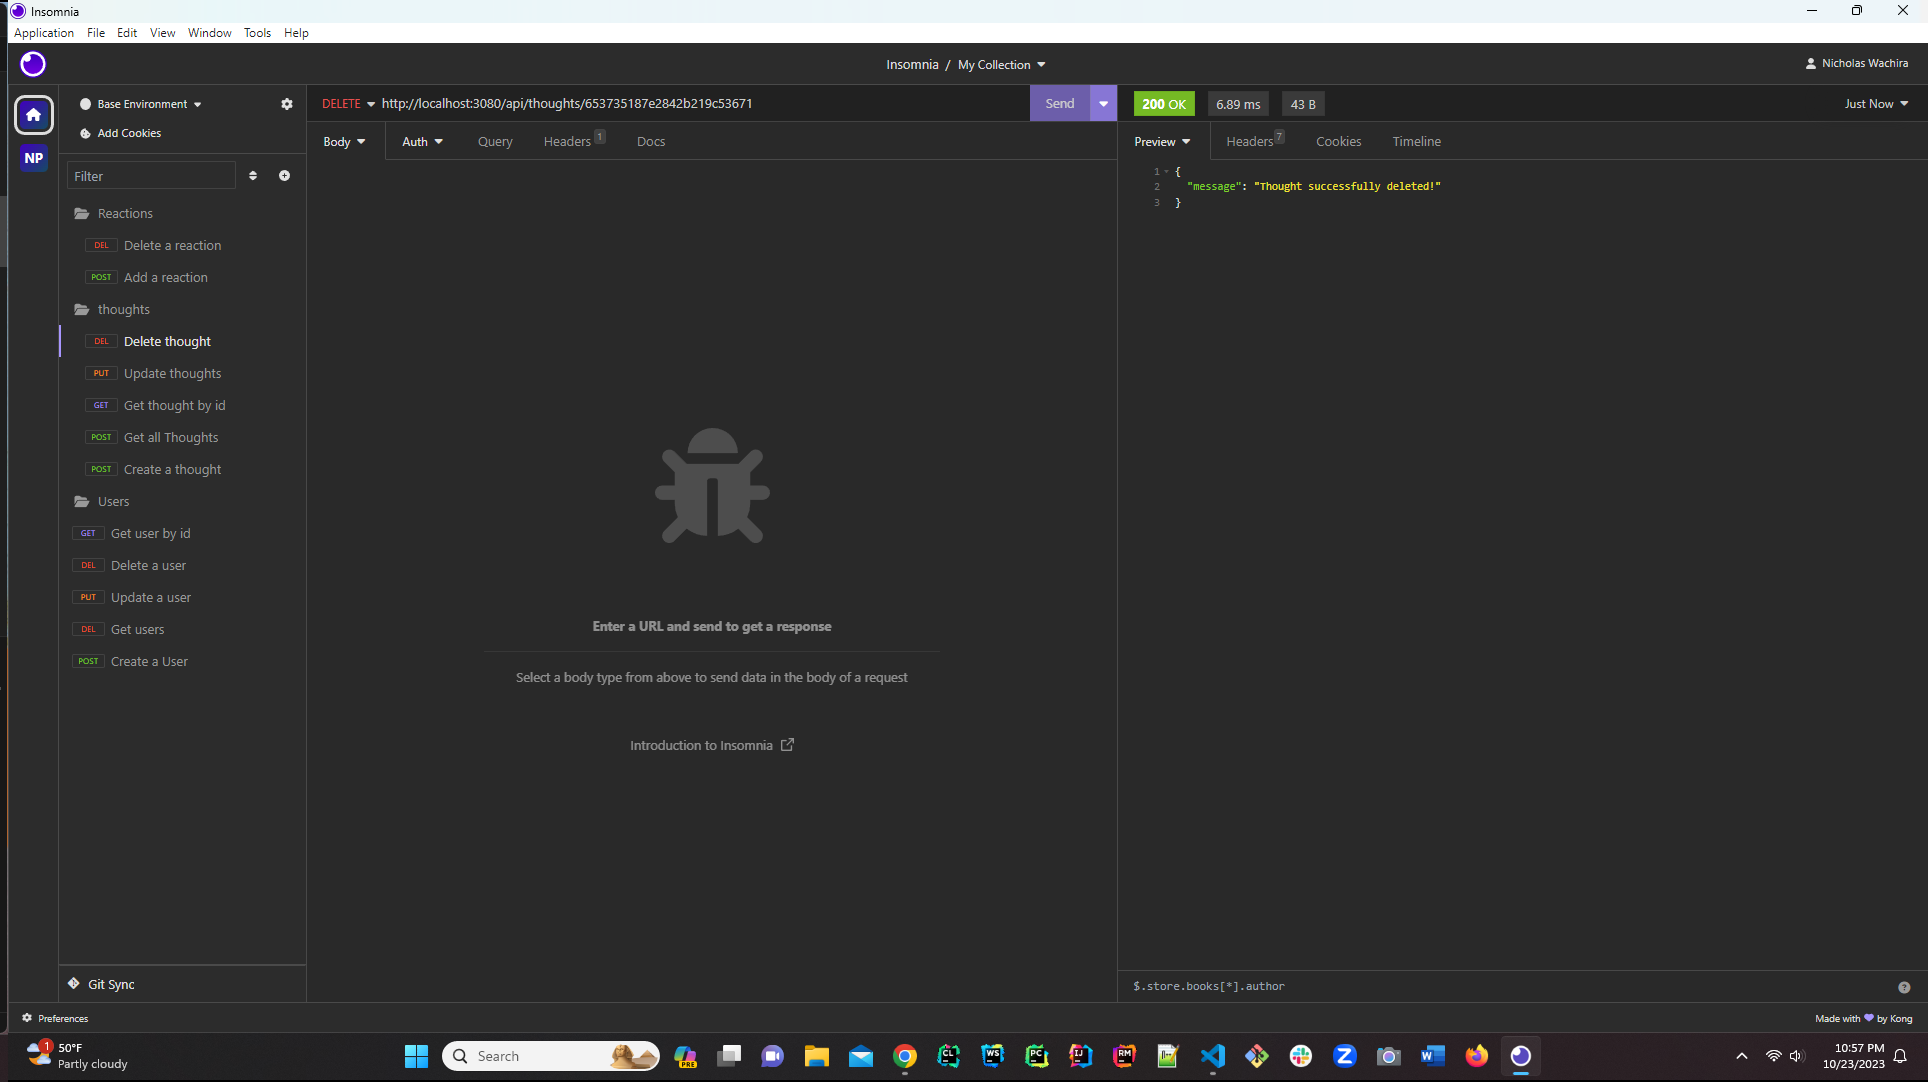 Insomnia
Application File Edit View Window Tools Help
Insomnia / My Collection
Nicholas Wachira
NP
Base Environment
Add Cookies
Filter
Reactions
DEL Delete a reaction
POST Add a reaction
thoughts
DEL Delete thought
PUT Update thoughts
GET Get thought by id
POST Get all Thoughts
POST Create a thought
Users
GET Get user by id
DEL Delete a user
PUT Update a user
DEL Get users
POST Create a User
Git Sync
DELETE http://localhost:3080/api/thoughts/653735187e2842b219c53671 Send
Body Auth Query Headers 1 Docs
Enter a URL and send to get a response
Select a body type from above to send data in the body of a request
Introduction to Insomnia
200 OK 6.89 ms 43 B Just Now
Preview Headers 7 Cookies Timeline
1 {
2 "message": "Thought successfully deleted!"
3 }
$.store.books[*].author
?
Preferences
Made with 💜 by Kong
1
50°F
Partly cloudy
Search
PRE
CL
WS
PC
IJ
RM
10:57 PM
10/23/2023